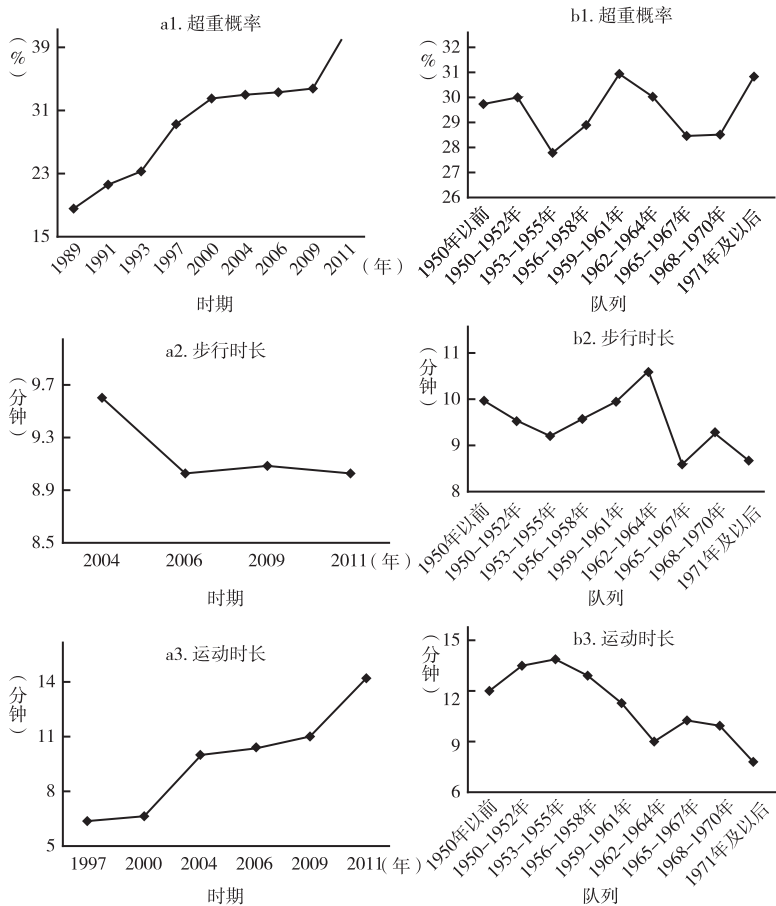 a1. 超重概率
（%）
39
31
23
15
1989
1991
1993
1997
2000
2004
2006
2009
2011
（年）
时期
b1. 超重概率
（%）
32
31
30
29
28
27
26
1950年以前
1950–1952年
1953–1955年
1956–1958年
1959–1961年
1962–1964年
1965–1967年
1968–1970年
1971年及以后
队列
a2. 步行时长
（分钟）
9.7
9.3
8.9
8.5
2004
2006
2009
2011（年）
时期
b2. 步行时长
（分钟）
11
10
9
8
1950年以前
1950–1952年
1953–1955年
1956–1958年
1959–1961年
1962–1964年
1965–1967年
1968–1970年
1971年及以后
队列
a3. 运动时长
（分钟）
14
11
8
5
1997
2000
2004
2006
2009
2011（年）
时期
b3. 运动时长
（分钟）
15
12
9
6
1950年以前
1950–1952年
1953–1955年
1956–1958年
1959–1961年
1962–1964年
1965–1967年
1968–1970年
1971年及以后
队列